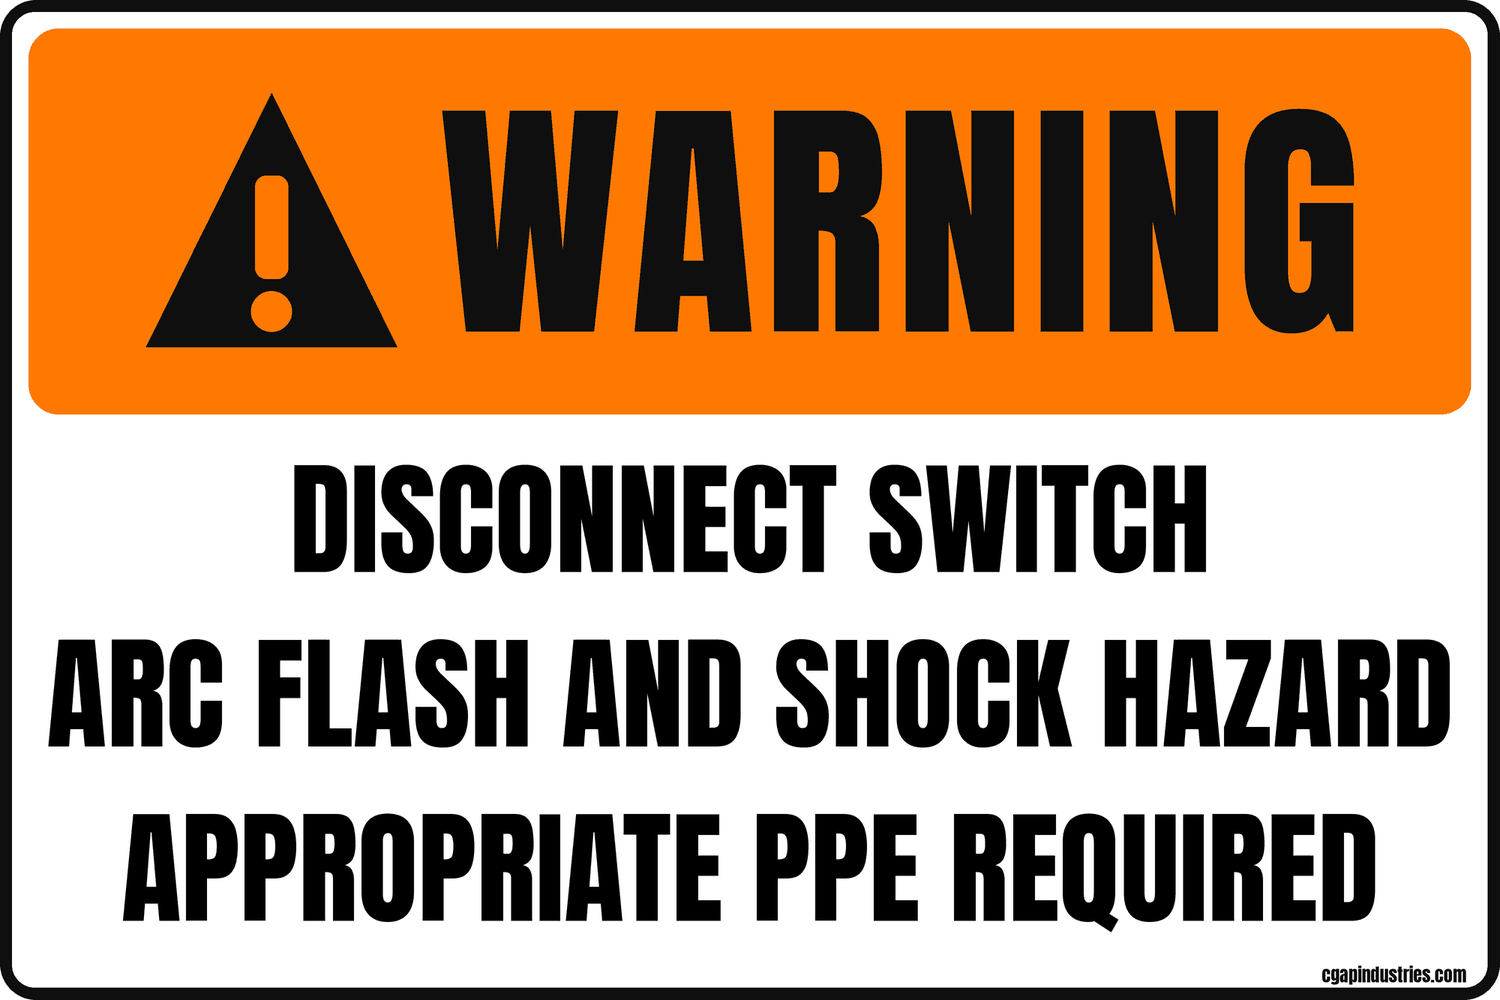 WARNING
DISCONNECT SWITCH
ARC FLASH AND SHOCK HAZARD
APPROPRIATE PPE REQUIRED
cgapindustries.com